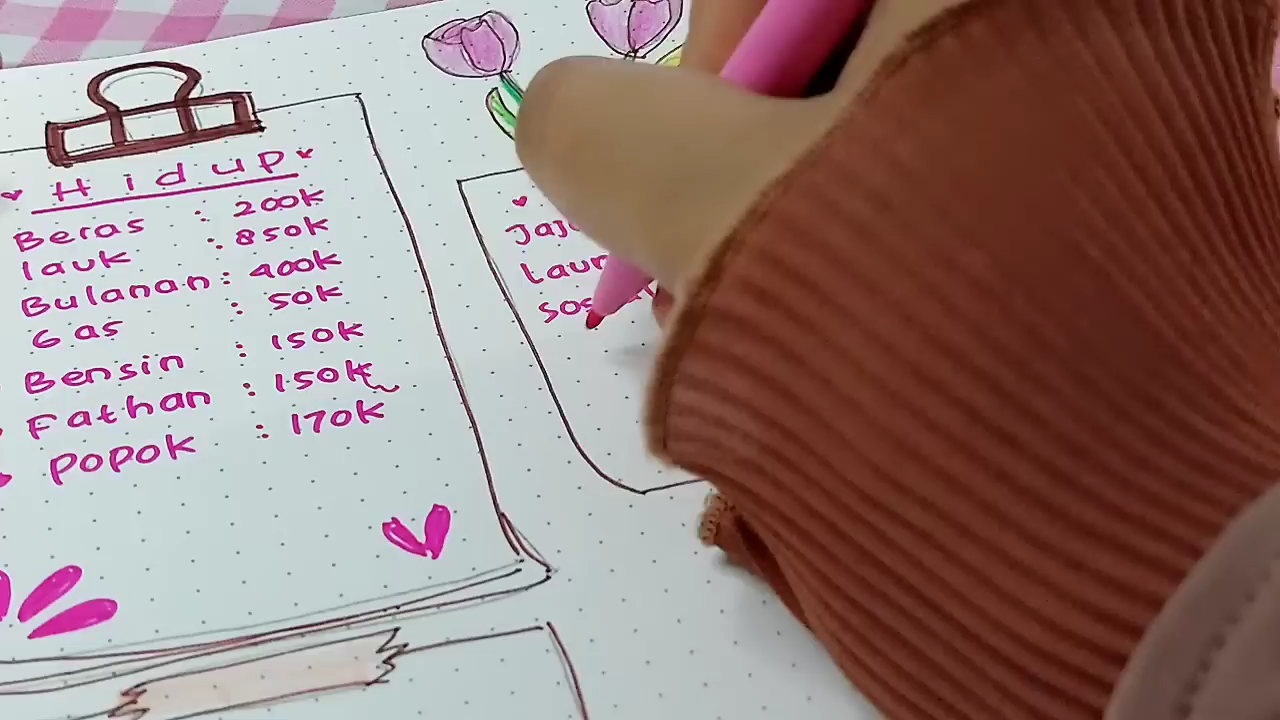 Hidup
Beras : 200k
lauk : 850k
Bulanan : 400k
Gas : 50k
Bensin : 150k
Fathan : 150k
Popok : 170k